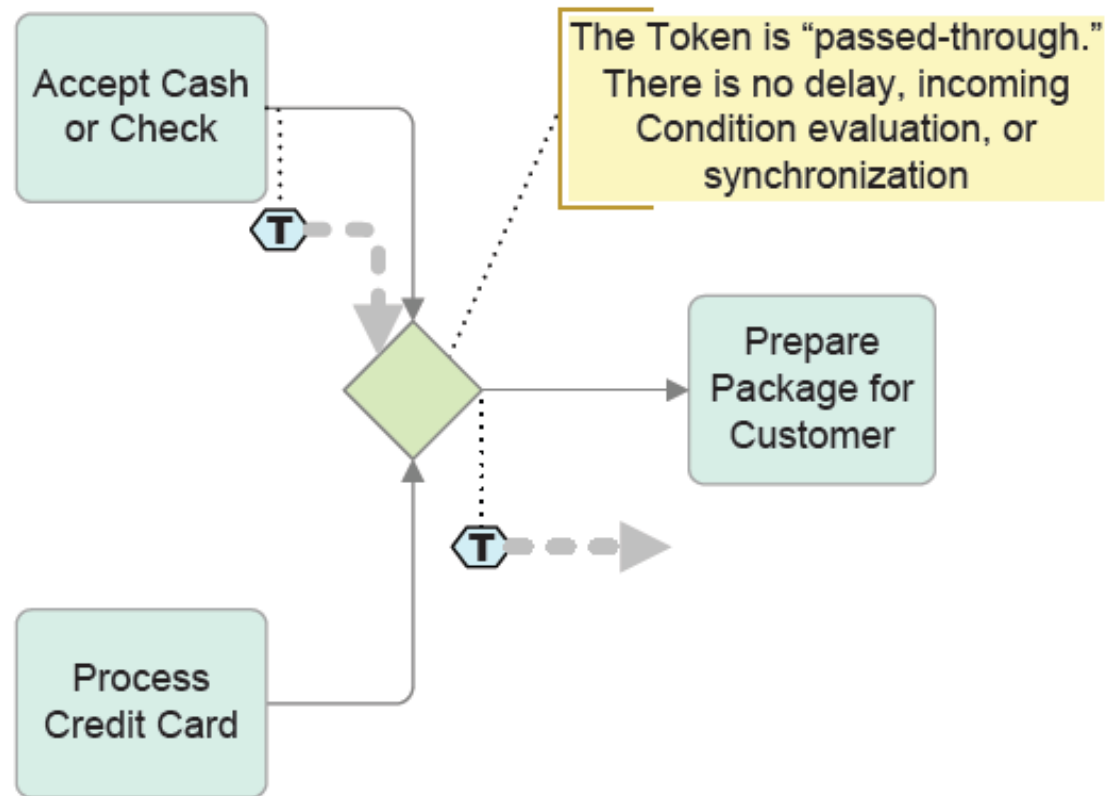 Accept Cash
or Check
The Token is “passed-through.”
There is no delay, incoming
Condition evaluation, or
synchronization
T
Prepare
Package for
Customer
T
Process
Credit Card